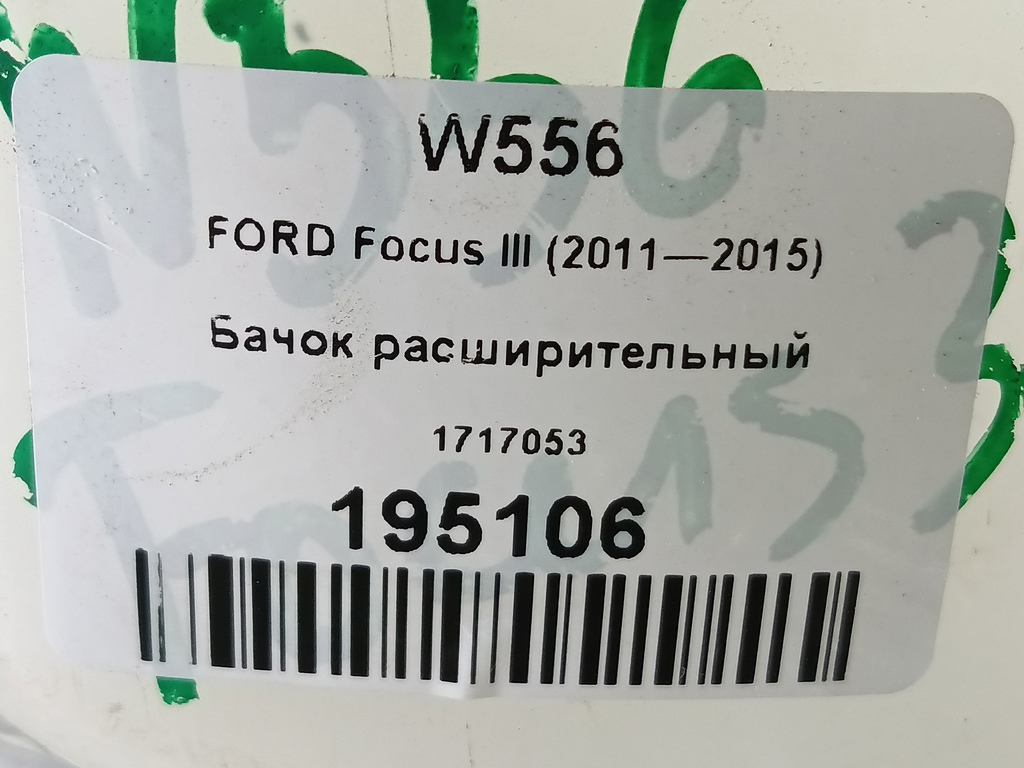 W556
FORD Focus III (2011—2015)
Бачок расширительный
1717053
195106